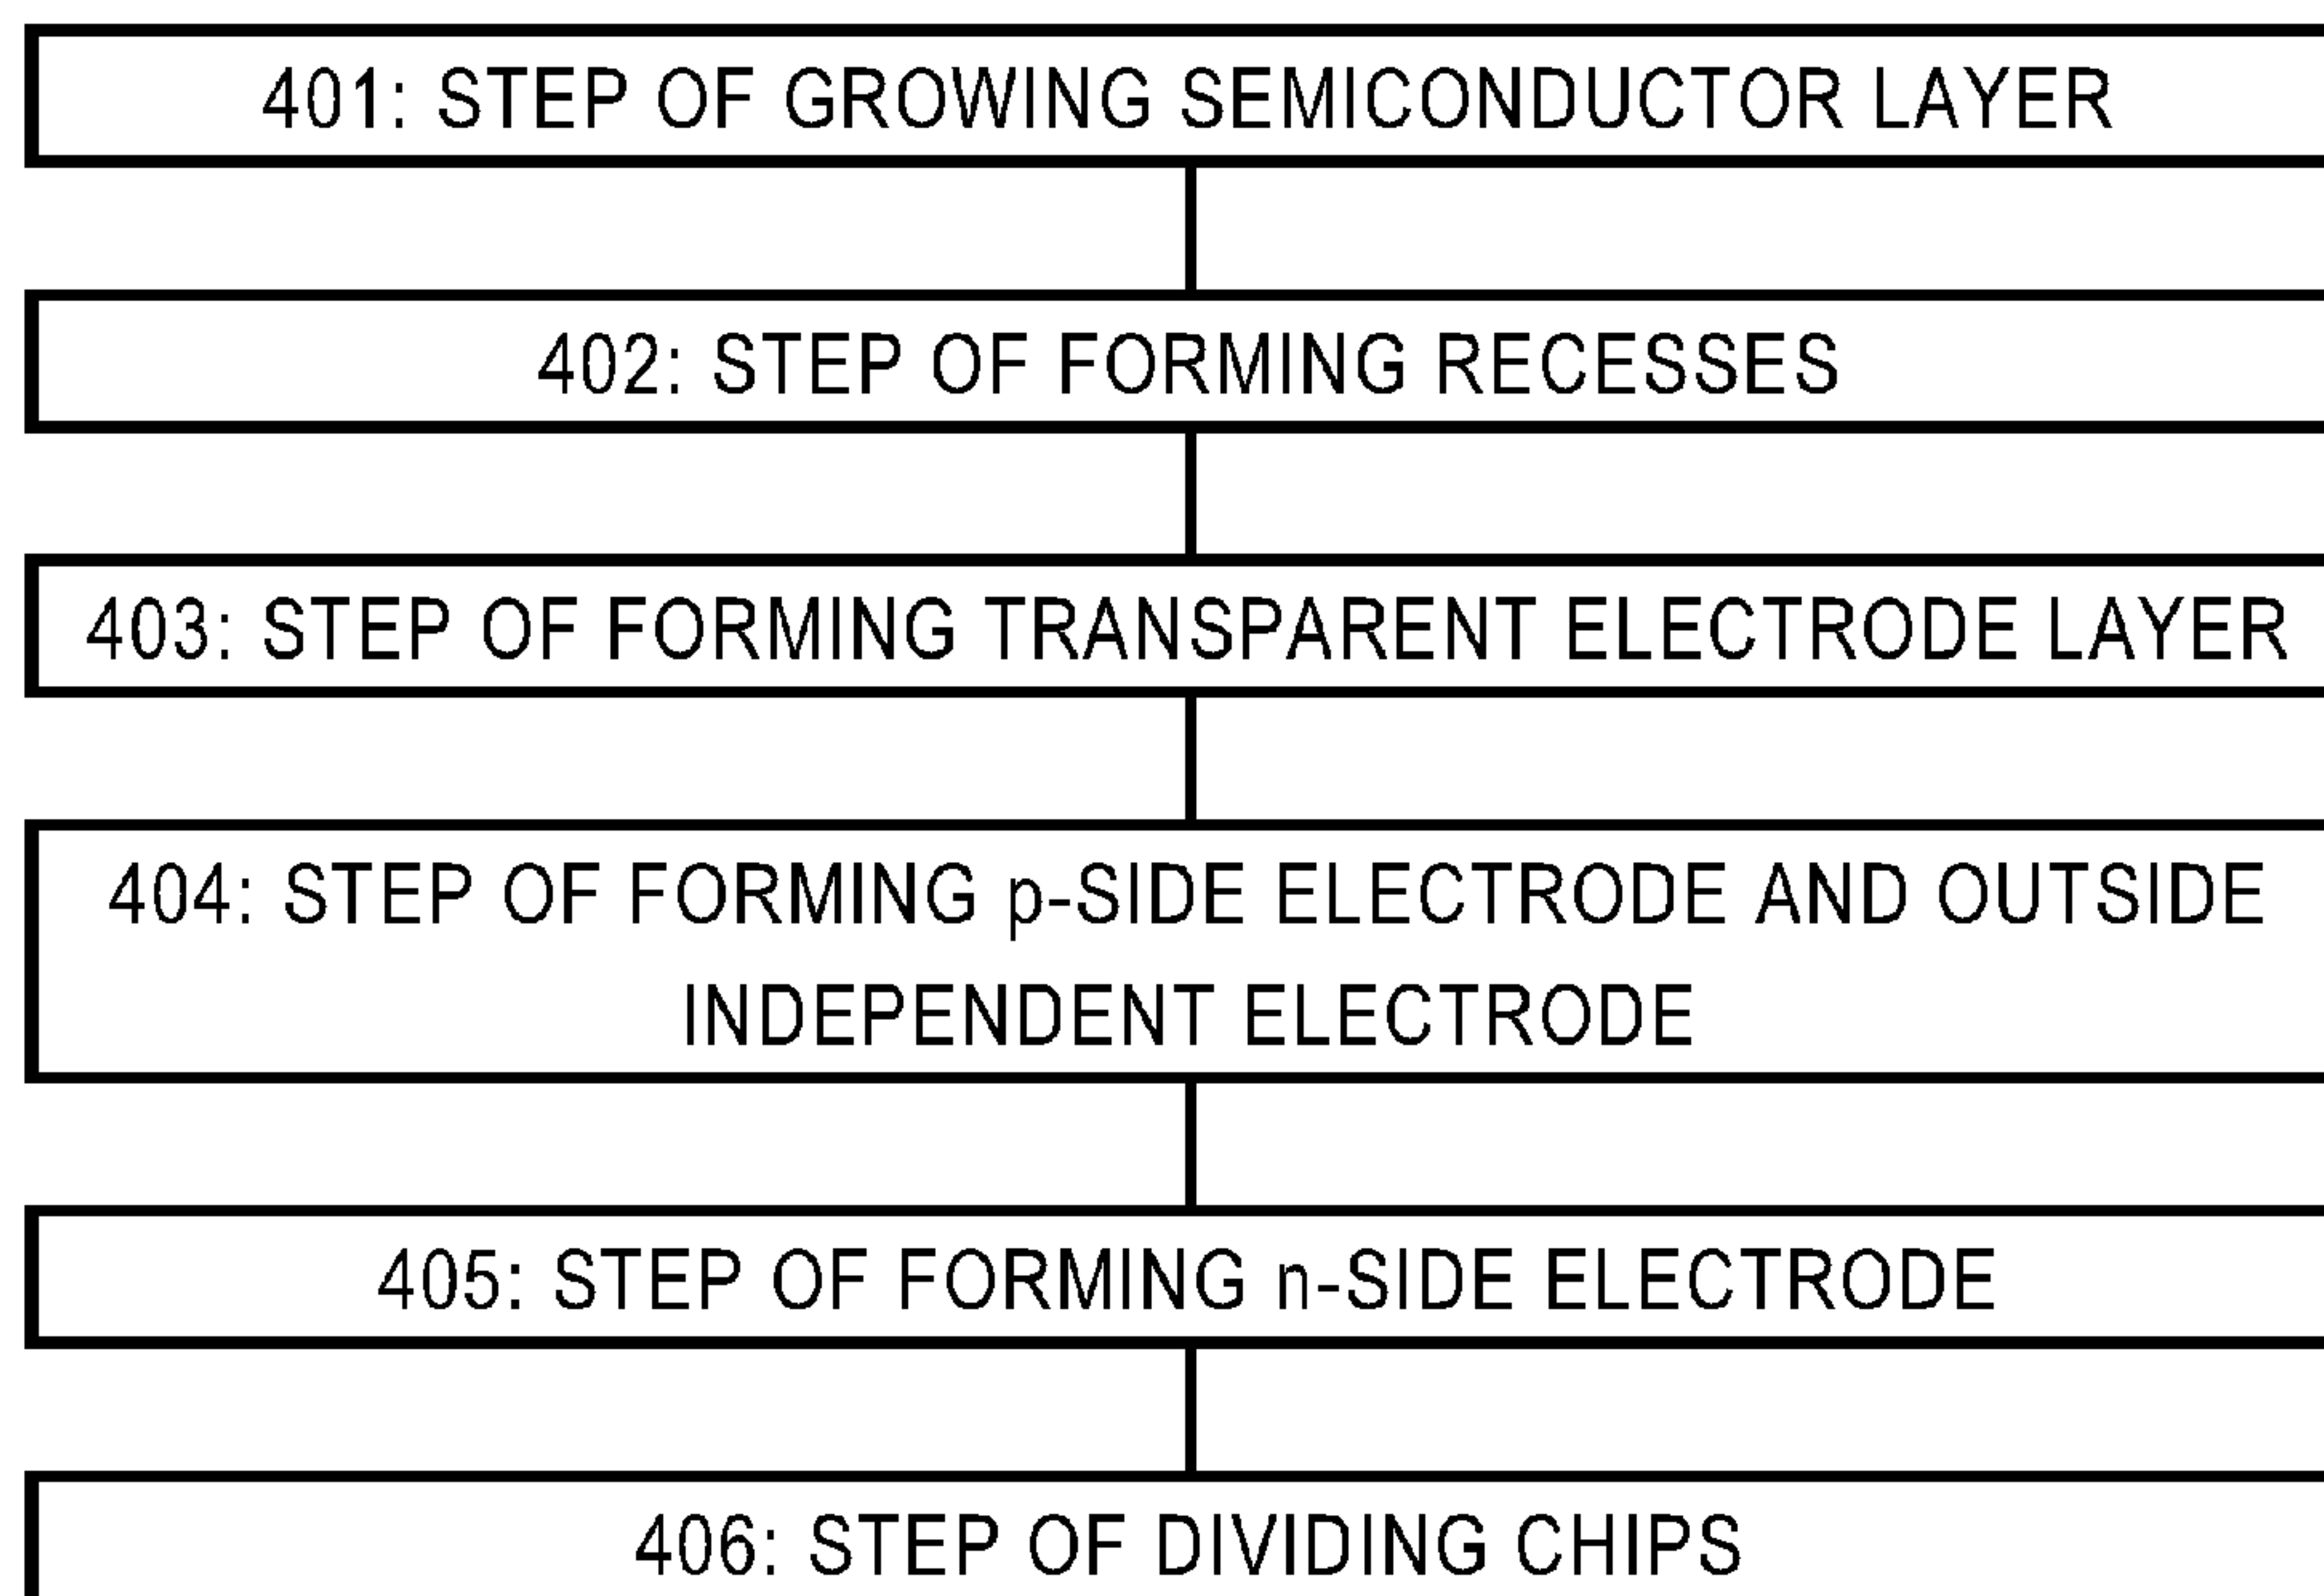 401: STEP OF GROWING SEMICONDUCTOR LAYER
402: STEP OF FORMING RECESSES
403: STEP OF FORMING TRANSPARENT ELECTRODE LAYER
404: STEP OF FORMING p-SIDE ELECTRODE AND OUTSIDE
INDEPENDENT ELECTRODE
405: STEP OF FORMING n-SIDE ELECTRODE
406: STEP OF DIVIDING CHIPS